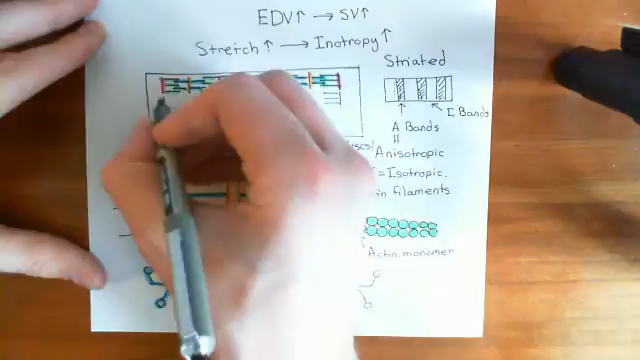 EDV↑ → SV↑
Stretch ↑ → Inotropy ↑
Striated
I Bands
A Bands
Anisotropic
= Isotropic.
filaments
Actin monomer